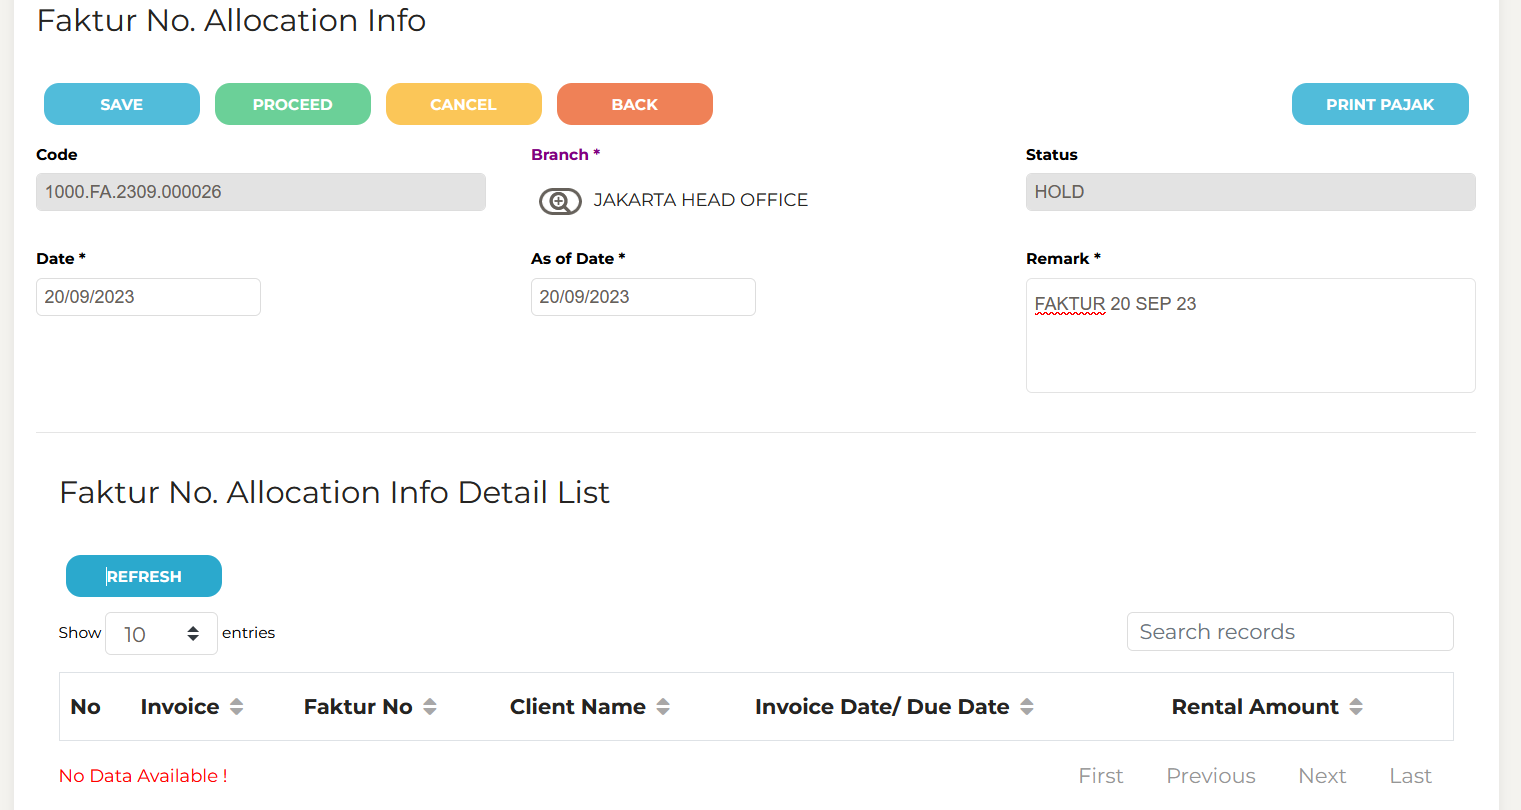 Faktur No. Allocation Info
SAVE PROCEED CANCEL BACK PRINT PAJAK
Code Branch * Status
1000.FA.2309.000026 JAKARTA HEAD OFFICE HOLD
Date * As of Date * Remark *
20/09/2023 20/09/2023 FAKTUR 20 SEP 23
Faktur No. Allocation Info Detail List
REFRESH
Show 10 entries Search records
No Invoice Faktur No Client Name Invoice Date/ Due Date Rental Amount
No Data Available ! First Previous Next Last